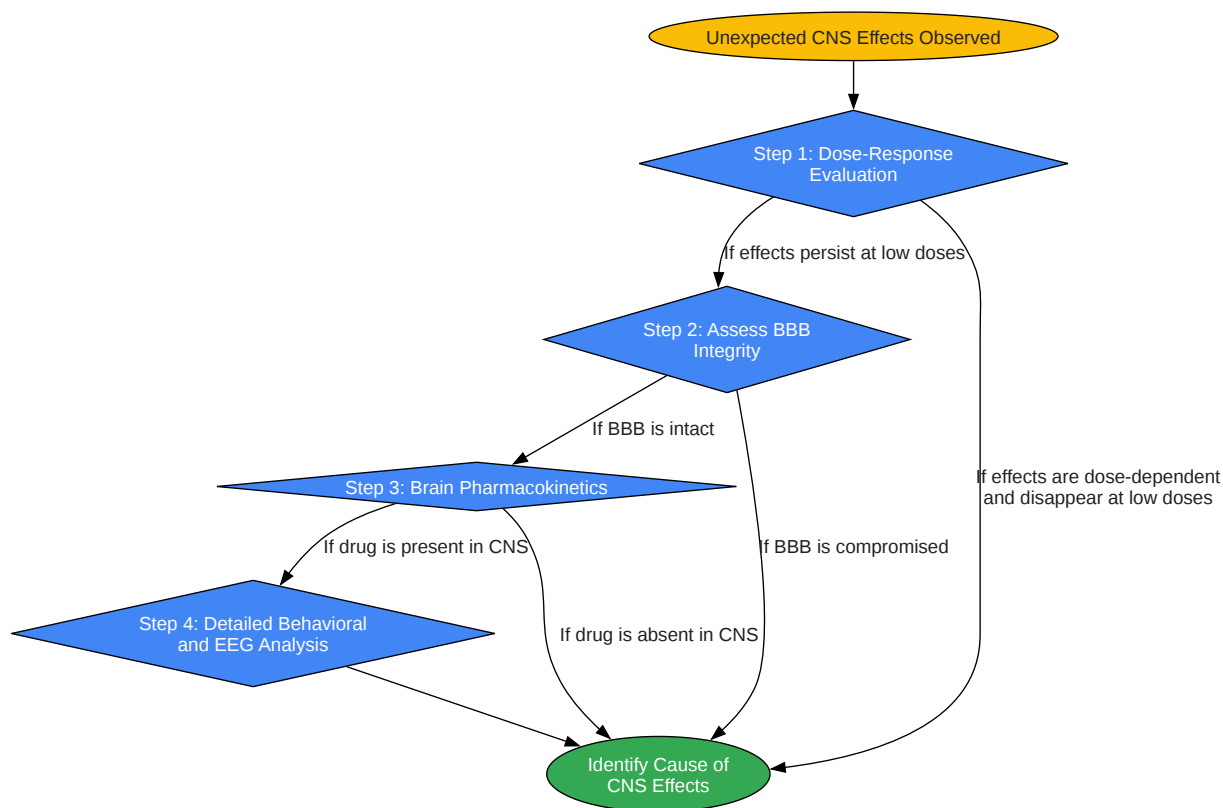 Unexpected CNS Effects Observed
Step 1: Dose-Response
Evaluation
If effects persist at low doses
Step 2: Assess BBB
Integrity
If BBB is intact
Step 3: Brain Pharmacokinetics
If effects are dose-dependent
and disappear at low doses
If drug is present in CNS
If BBB is compromised
Step 4: Detailed Behavioral
and EEG Analysis
If drug is absent in CNS
Identify Cause of
CNS Effects